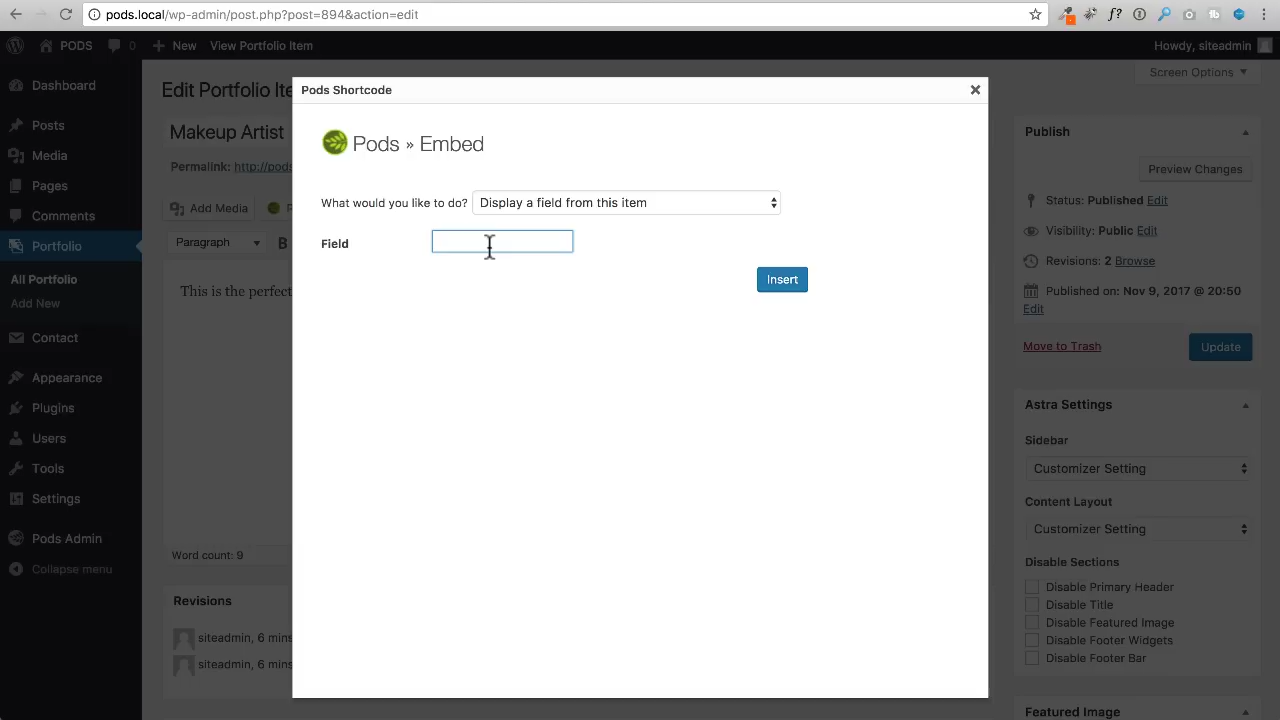 pods.local/wp-admin/post.php?post=894&action=edit
PODS 0 New View Portfolio Item Howdy, siteadmin
Screen Options
Dashboard
Posts
Media
Pages
Comments
Portfolio
All Portfolio
Add New
Contact
Appearance
Plugins
Users
Tools
Settings
Pods Admin
Collapse menu
Edit Portfolio Ite
Makeup Artist
Permalink: http://pods
Add Media P
Paragraph B
This is the perfect
Word count: 9
Revisions
siteadmin, 6 mins
siteadmin, 6 mins
Pods Shortcode
Pods » Embed
What would you like to do? Display a field from this item
Field
Insert
Publish
Preview Changes
Status: Published Edit
Visibility: Public Edit
Revisions: 2 Browse
Published on: Nov 9, 2017 @ 20:50
Edit
Move to Trash Update
Astra Settings
Sidebar
Customizer Setting
Content Layout
Customizer Setting
Disable Sections
Disable Primary Header
Disable Title
Disable Featured Image
Disable Footer Widgets
Disable Footer Bar
Featured Image